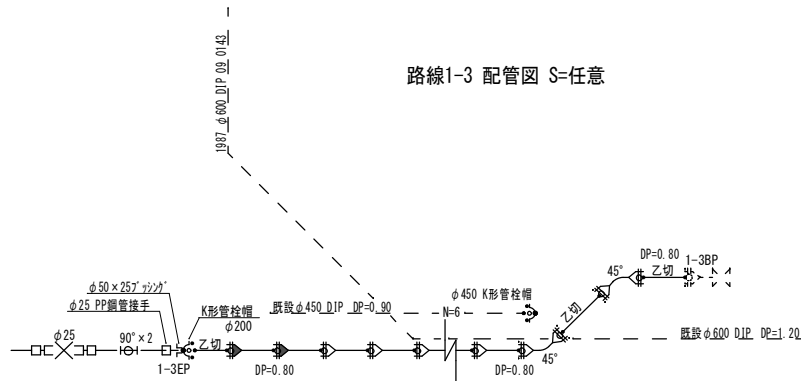 1987 φ600 DIP 09 0143
路線1-3 配管図 S=任意
DP=0.80
1-3BP
45°
乙切
φ50×25ブッシング
φ25 PP鋼管接手
K形管栓帽
φ200
既設φ450 DIP DP=0.90
φ450 K形管栓帽
N=6
乙切
φ25
90°×2
乙切
既設φ600 DIP DP=1.20
45°
1-3EP
DP=0.80
DP=0.80